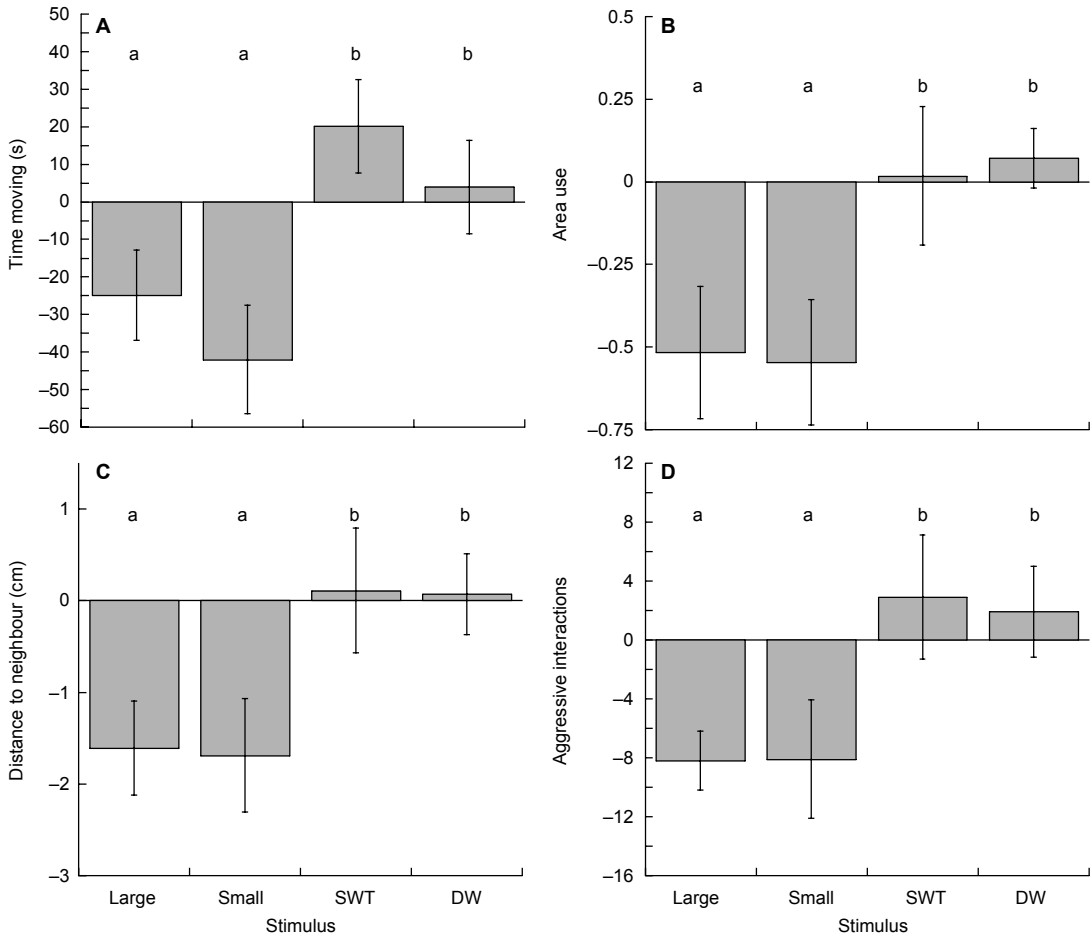 A
a a b b
50
40
30
20
10
0
–10
–20
–30
–40
–50
–60
Time moving (s)
B
a a b b
0.5
0.25
0
–0.25
–0.5
–0.75
Area use
C
a a b b
1
0
–1
–2
–3
Distance to neighbour (cm)
Large Small SWT DW
Stimulus
D
a a b b
12
8
4
0
–4
–8
–12
–16
Aggressive interactions
Large Small SWT DW
Stimulus